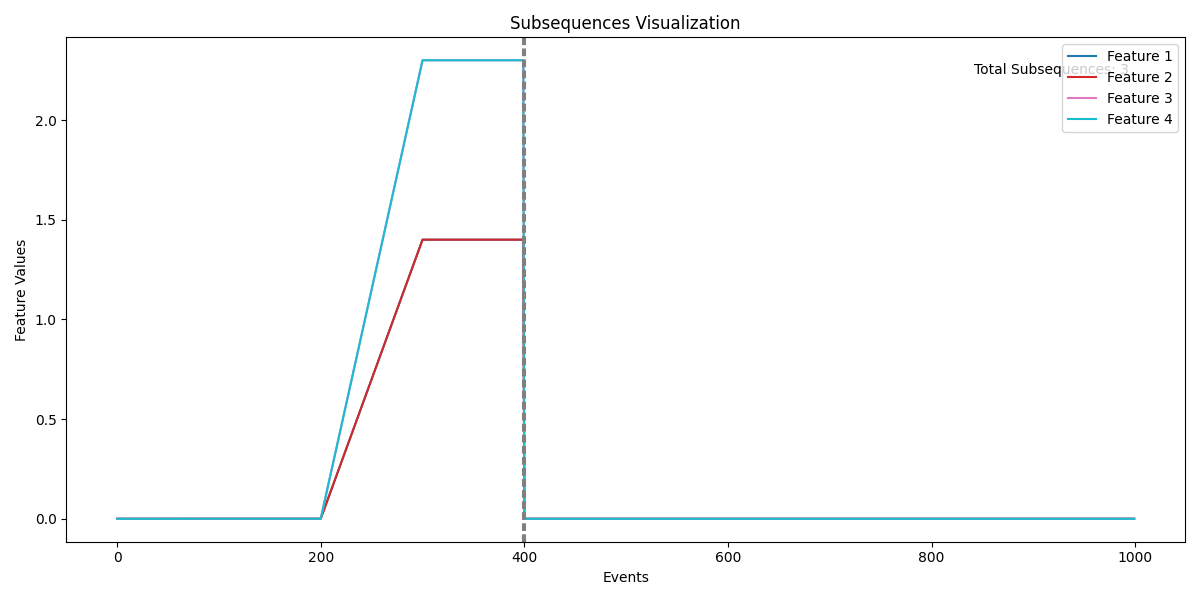 Subsequences Visualization
Total Subsequences: 3
Feature 1
Feature 2
Feature 3
Feature 4
Feature Values
2.0
1.5
1.0
0.5
0.0
0
200
400
600
800
1000
Events